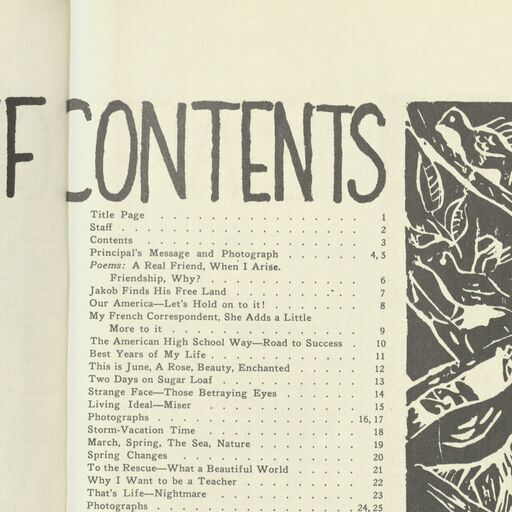 F CONTENTS
Title Page . . . . . . . . . . . . . . . 1
Staff . . . . . . . . . . . . . . . 2
Contents . . . . . . . . . . . . . . . 3
Principal's Message and Photograph . . . . . . . 4, 5
Poems: A Real Friend, When I Arise.
Friendship, Why? . . . . . . . . . . . . 6
Jakob Finds His Free Land . . . . . . . . . . . 7
Our America—Let's Hold on to it! . . . . . . . . 8
My French Correspondent, She Adds a Little
More to it . . . . . . . . . . . . . . 9
The American High School Way—Road to Success . . 10
Best Years of My Life . . . . . . . . . . . . 11
This is June, A Rose, Beauty, Enchanted . . . . . . 12
Two Days on Sugar Loaf . . . . . . . . . . . 13
Strange Face—Those Betraying Eyes . . . . . . . 14
Living Ideal—Miser . . . . . . . . . . . . . 15
Photographs . . . . . . . . . . . . . . . 16, 17
Storm-Vacation Time . . . . . . . . . . . . 18
March, Spring, The Sea, Nature . . . . . . . . . 19
Spring Changes . . . . . . . . . . . . . . 20
To the Rescue—What a Beautiful World . . . . . . 21
Why I Want to be a Teacher . . . . . . . . . . 22
That's Life—Nightmare . . . . . . . . . . . . 23
Photographs . . . . . . . . . . . . . . . 24, 25